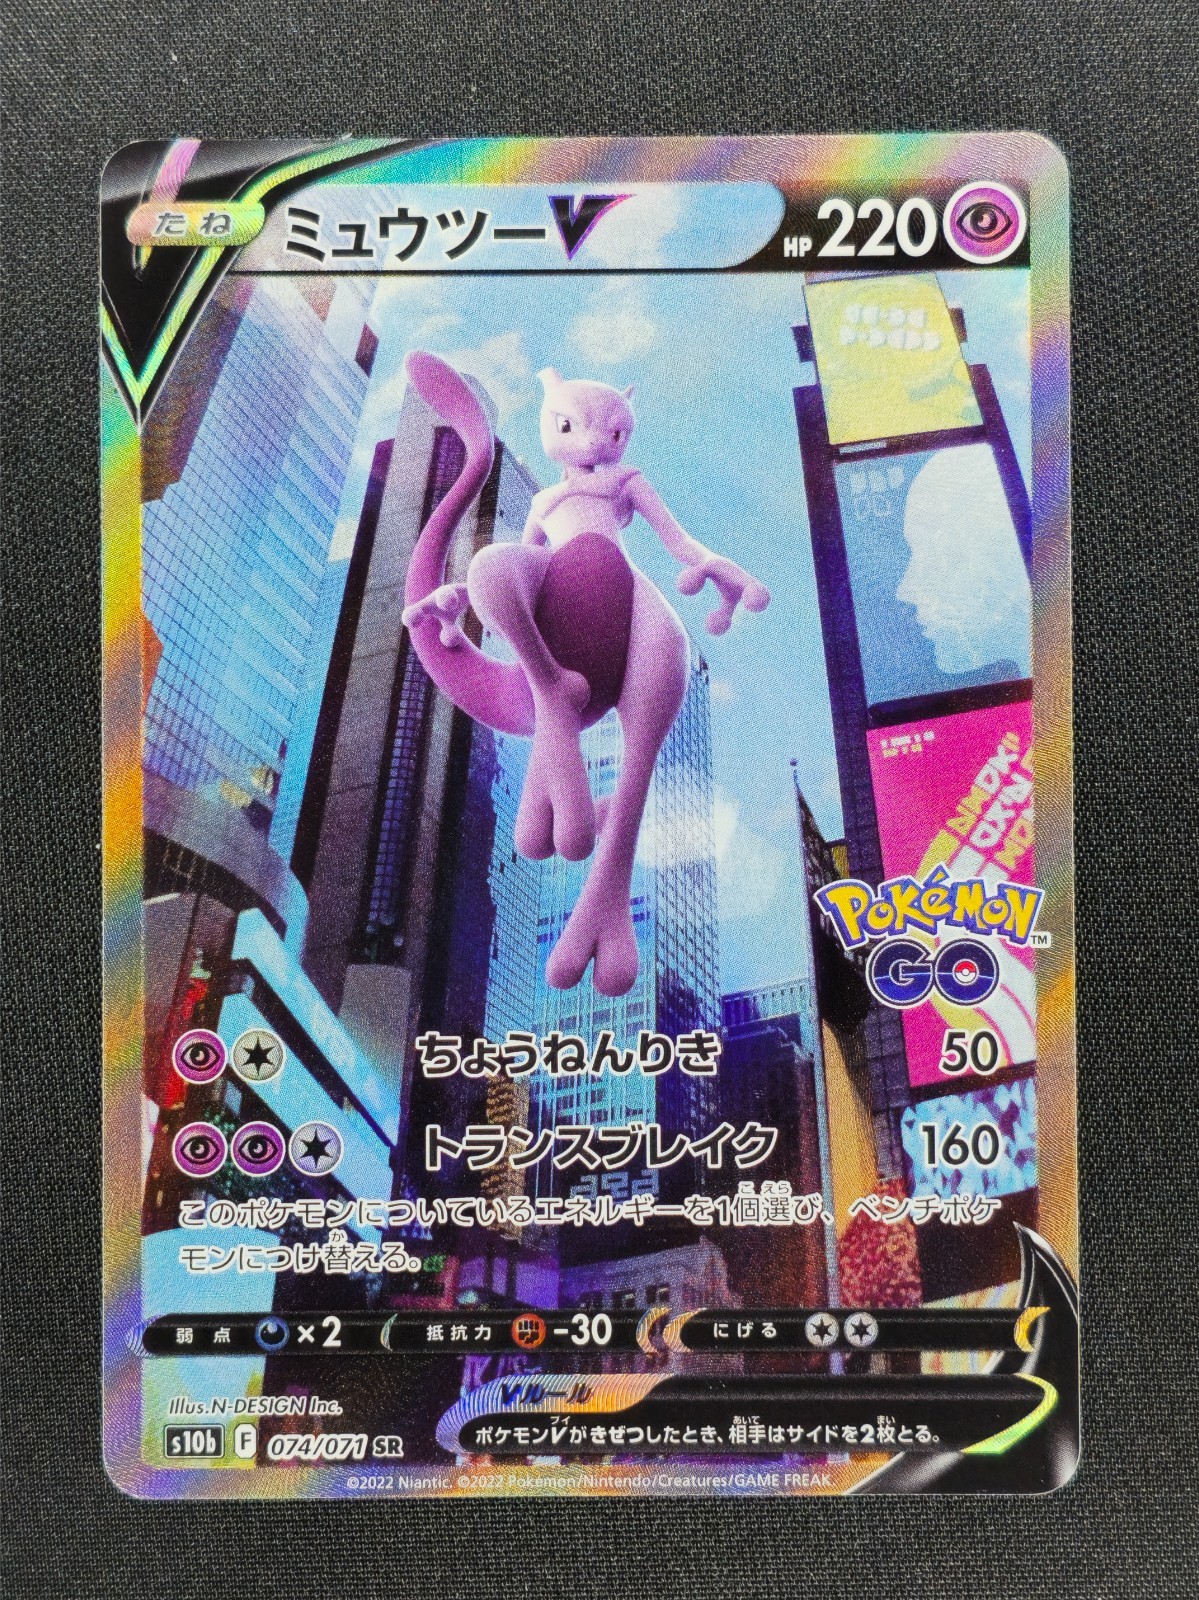 たね ミュウツーV HP 220
POKéMON™
GO
ちょうねんりき 50
トランスブレイク 160
このポケモンについているエネルギーを1個選び、ベンチポケ
モンにつけ替える。
弱点 ×2 抵抗力 -30 にげる
Vルール
ポケモンVがきぜつしたとき、相手はサイドを2枚とる。
Illus. N-DESIGN Inc.
s10b F 074/071 SR
©2022 Niantic. ©2022 Pokémon/Nintendo/Creatures/GAME FREAK